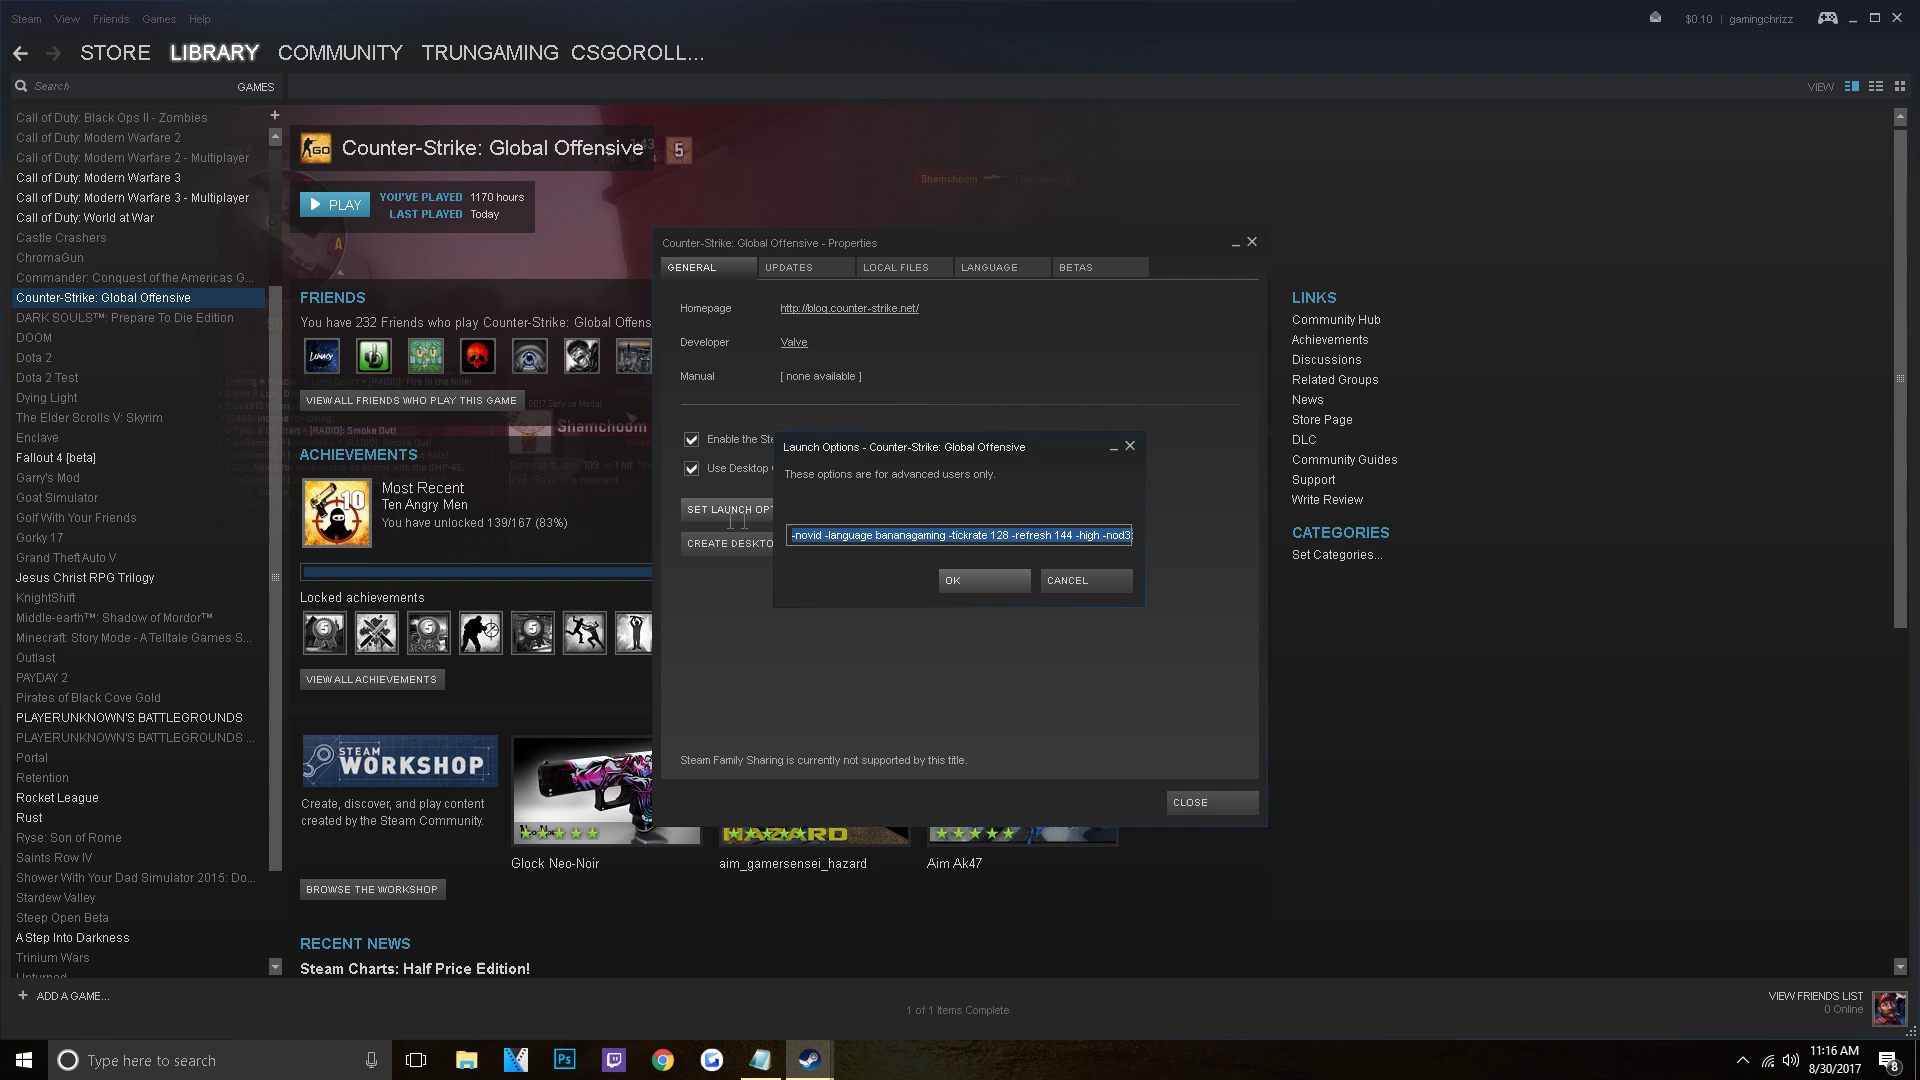 Steam View Friends Games Help
$0.10 | gamingchrizz
STORE LIBRARY COMMUNITY TRUNGAMING CSGOROLL...
Search GAMES
VIEW
Call of Duty: Black Ops II - Zombies
Call of Duty: Modern Warfare 2
Call of Duty: Modern Warfare 2 - Multiplayer
Call of Duty: Modern Warfare 3
Call of Duty: Modern Warfare 3 - Multiplayer
Call of Duty: World at War
Castle Crashers
ChromaGun
Commander: Conquest of the Americas G...
Counter-Strike: Global Offensive
DARK SOULS™: Prepare To Die Edition
DOOM
Dota 2
Dota 2 Test
Dying Light
The Elder Scrolls V: Skyrim
Enclave
Fallout 4 [beta]
Garry's Mod
Goat Simulator
Golf With Your Friends
Gorky 17
Grand Theft Auto V
Jesus Christ RPG Trilogy
KnightShift
Middle-earth™: Shadow of Mordor™
Minecraft: Story Mode - A Telltale Games S...
Outlast
PAYDAY 2
Pirates of Black Cove Gold
PLAYERUNKNOWN'S BATTLEGROUNDS
PLAYERUNKNOWN'S BATTLEGROUNDS ...
Portal
Retention
Rocket League
Rust
Ryse: Son of Rome
Saints Row IV
Shower With Your Dad Simulator 2015: Do...
Stardew Valley
Steep Open Beta
A Step Into Darkness
Trinium Wars
Unturned
+ ADD A GAME...
GO Counter-Strike: Global Offensive 5
Shamchoom
PLAY
YOU'VE PLAYED 1170 hours
LAST PLAYED Today
A
FRIENDS
You have 232 Friends who play Counter-Strike: Global Offens
LUNACY
VIEW ALL FRIENDS WHO PLAY THIS GAME
2017 Service Medal
Shamchoom
[RADIO]: Smoke Out!
ACHIEVEMENTS
10
Most Recent
Ten Angry Men
You have unlocked 139/167 (83%)
Locked achievements
5
5
5
VIEW ALL ACHIEVEMENTS
STEAM
WORKSHOP
Create, discover, and play content
created by the Steam Community.
BROWSE THE WORKSHOP
Glock Neo-Noir
HAZARD
aim_gamersensei_hazard
Aim Ak47
RECENT NEWS
Steam Charts: Half Price Edition!
Counter-Strike: Global Offensive - Properties
GENERAL UPDATES LOCAL FILES LANGUAGE BETAS
Homepage http://blog.counter-strike.net/
Developer Valve
Manual [ none available ]
Enable the Ste
Use Desktop
SET LAUNCH OPT
CREATE DESKTO
Steam Family Sharing is currently not supported by this title.
CLOSE
Launch Options - Counter-Strike: Global Offensive
These options are for advanced users only.
-novid -language bananagaming -tickrate 128 -refresh 144 -high -nod3
OK CANCEL
LINKS
Community Hub
Achievements
Discussions
Related Groups
News
Store Page
DLC
Community Guides
Support
Write Review
CATEGORIES
Set Categories...
1 of 1 Items Complete
VIEW FRIENDS LIST
0 Online
Type here to search
Ps
11:16 AM
8/30/2017
8